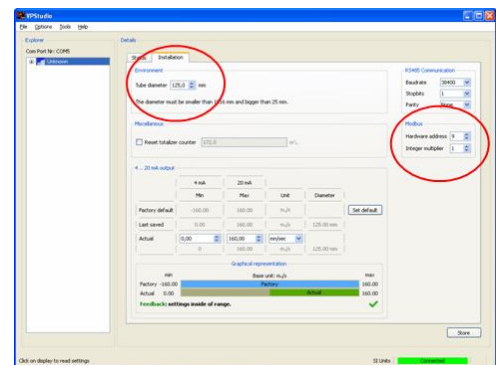 VPStudio
File Options Tools Help
Explorer
Com Port Nr: COM5
Unknown
Details
Status Installation
Environment
Tube diameter 125,0 mm
The diameter must be smaller than mm and bigger than 25 mm.
Miscellaneous
Reset totalizer counter
4 ... 20 mA output
4 mA 20 mA
Min Max Unit Diameter
Factory default -160.00 160.00 m/s 125.00 mm Set default
Last saved 0.00 160.00 m/s 125.00 mm
Actual 0,00 160,00 mm/sec
0 160.00 m/s 125.00 mm
Graphical representation
min Base unit: m/s max
Factory -160.00 Factory 160.00
Actual 0.00 Actual 160.00
Feedback: settings inside of range.
RS485 Communication
Baudrate 38400
Stopbits 1
Parity None
Modbus
Hardware address 9
Integer multiplier 1
Store
Click on display to read settings
SI Units Connected